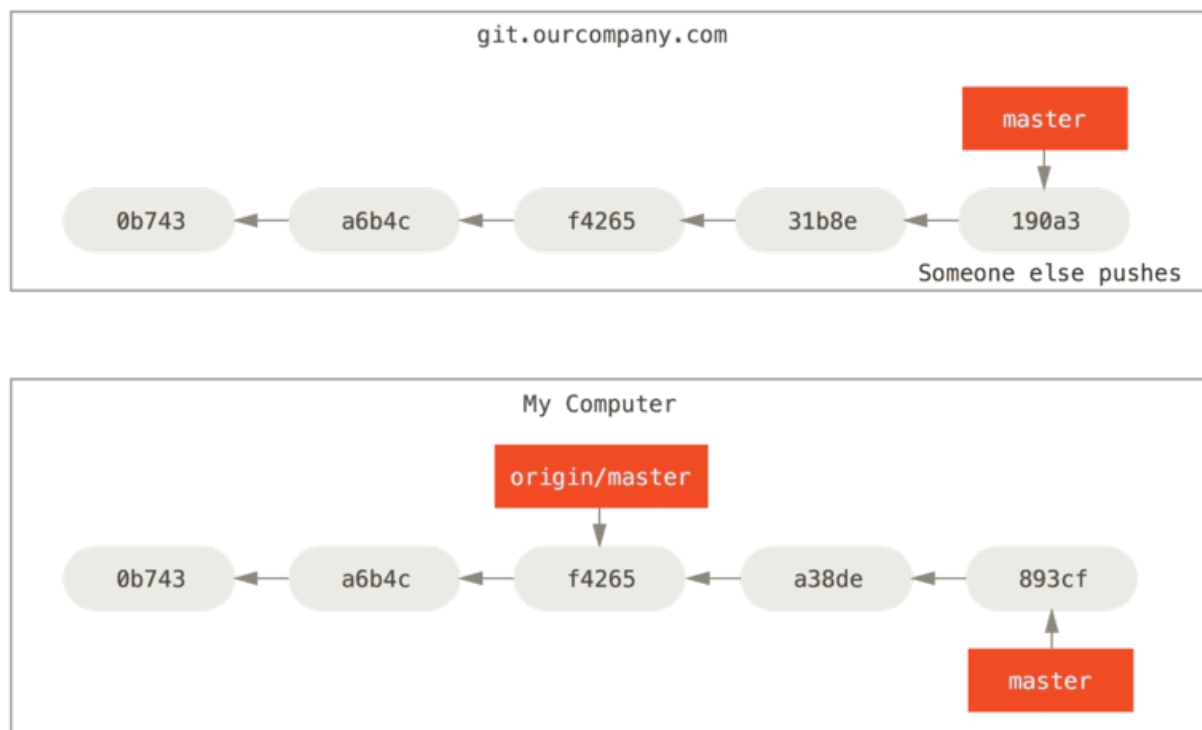 git.ourcompany.com
master
0b743 a6b4c f4265 31b8e 190a3
Someone else pushes
My Computer
origin/master
0b743 a6b4c f4265 a38de 893cf
master